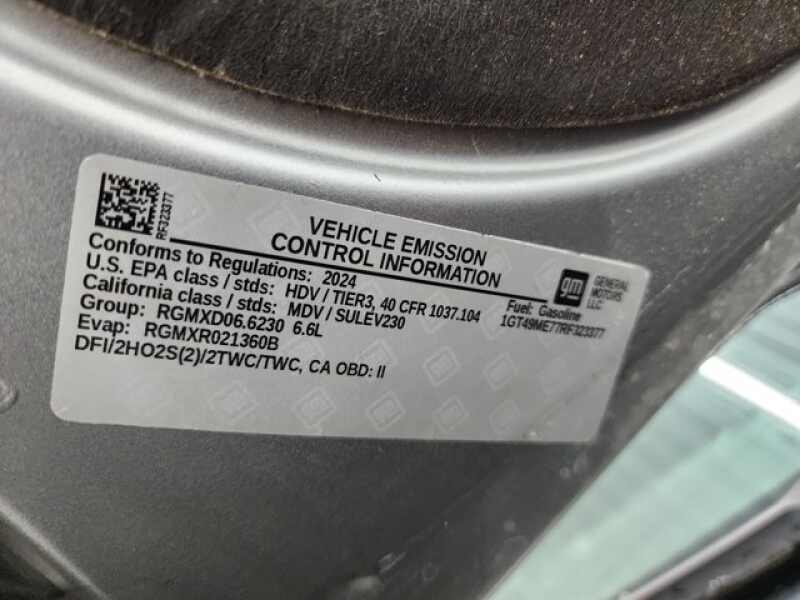 RF323377
VEHICLE EMISSION
CONTROL INFORMATION
Conforms to Regulations: 2024
U.S. EPA class / stds: HDV / TIER3, 40 CFR 1037.104
California class / stds: MDV / SULEV230
Group: RGMXD06.6230 6.6L
Evap: RGMXR021360B
DFI/2HO2S(2)/2TWC/TWC, CA OBD: II
Fuel: Gasoline
1GT49ME77RF323377
gm
GENERAL
MOTORS
LLC